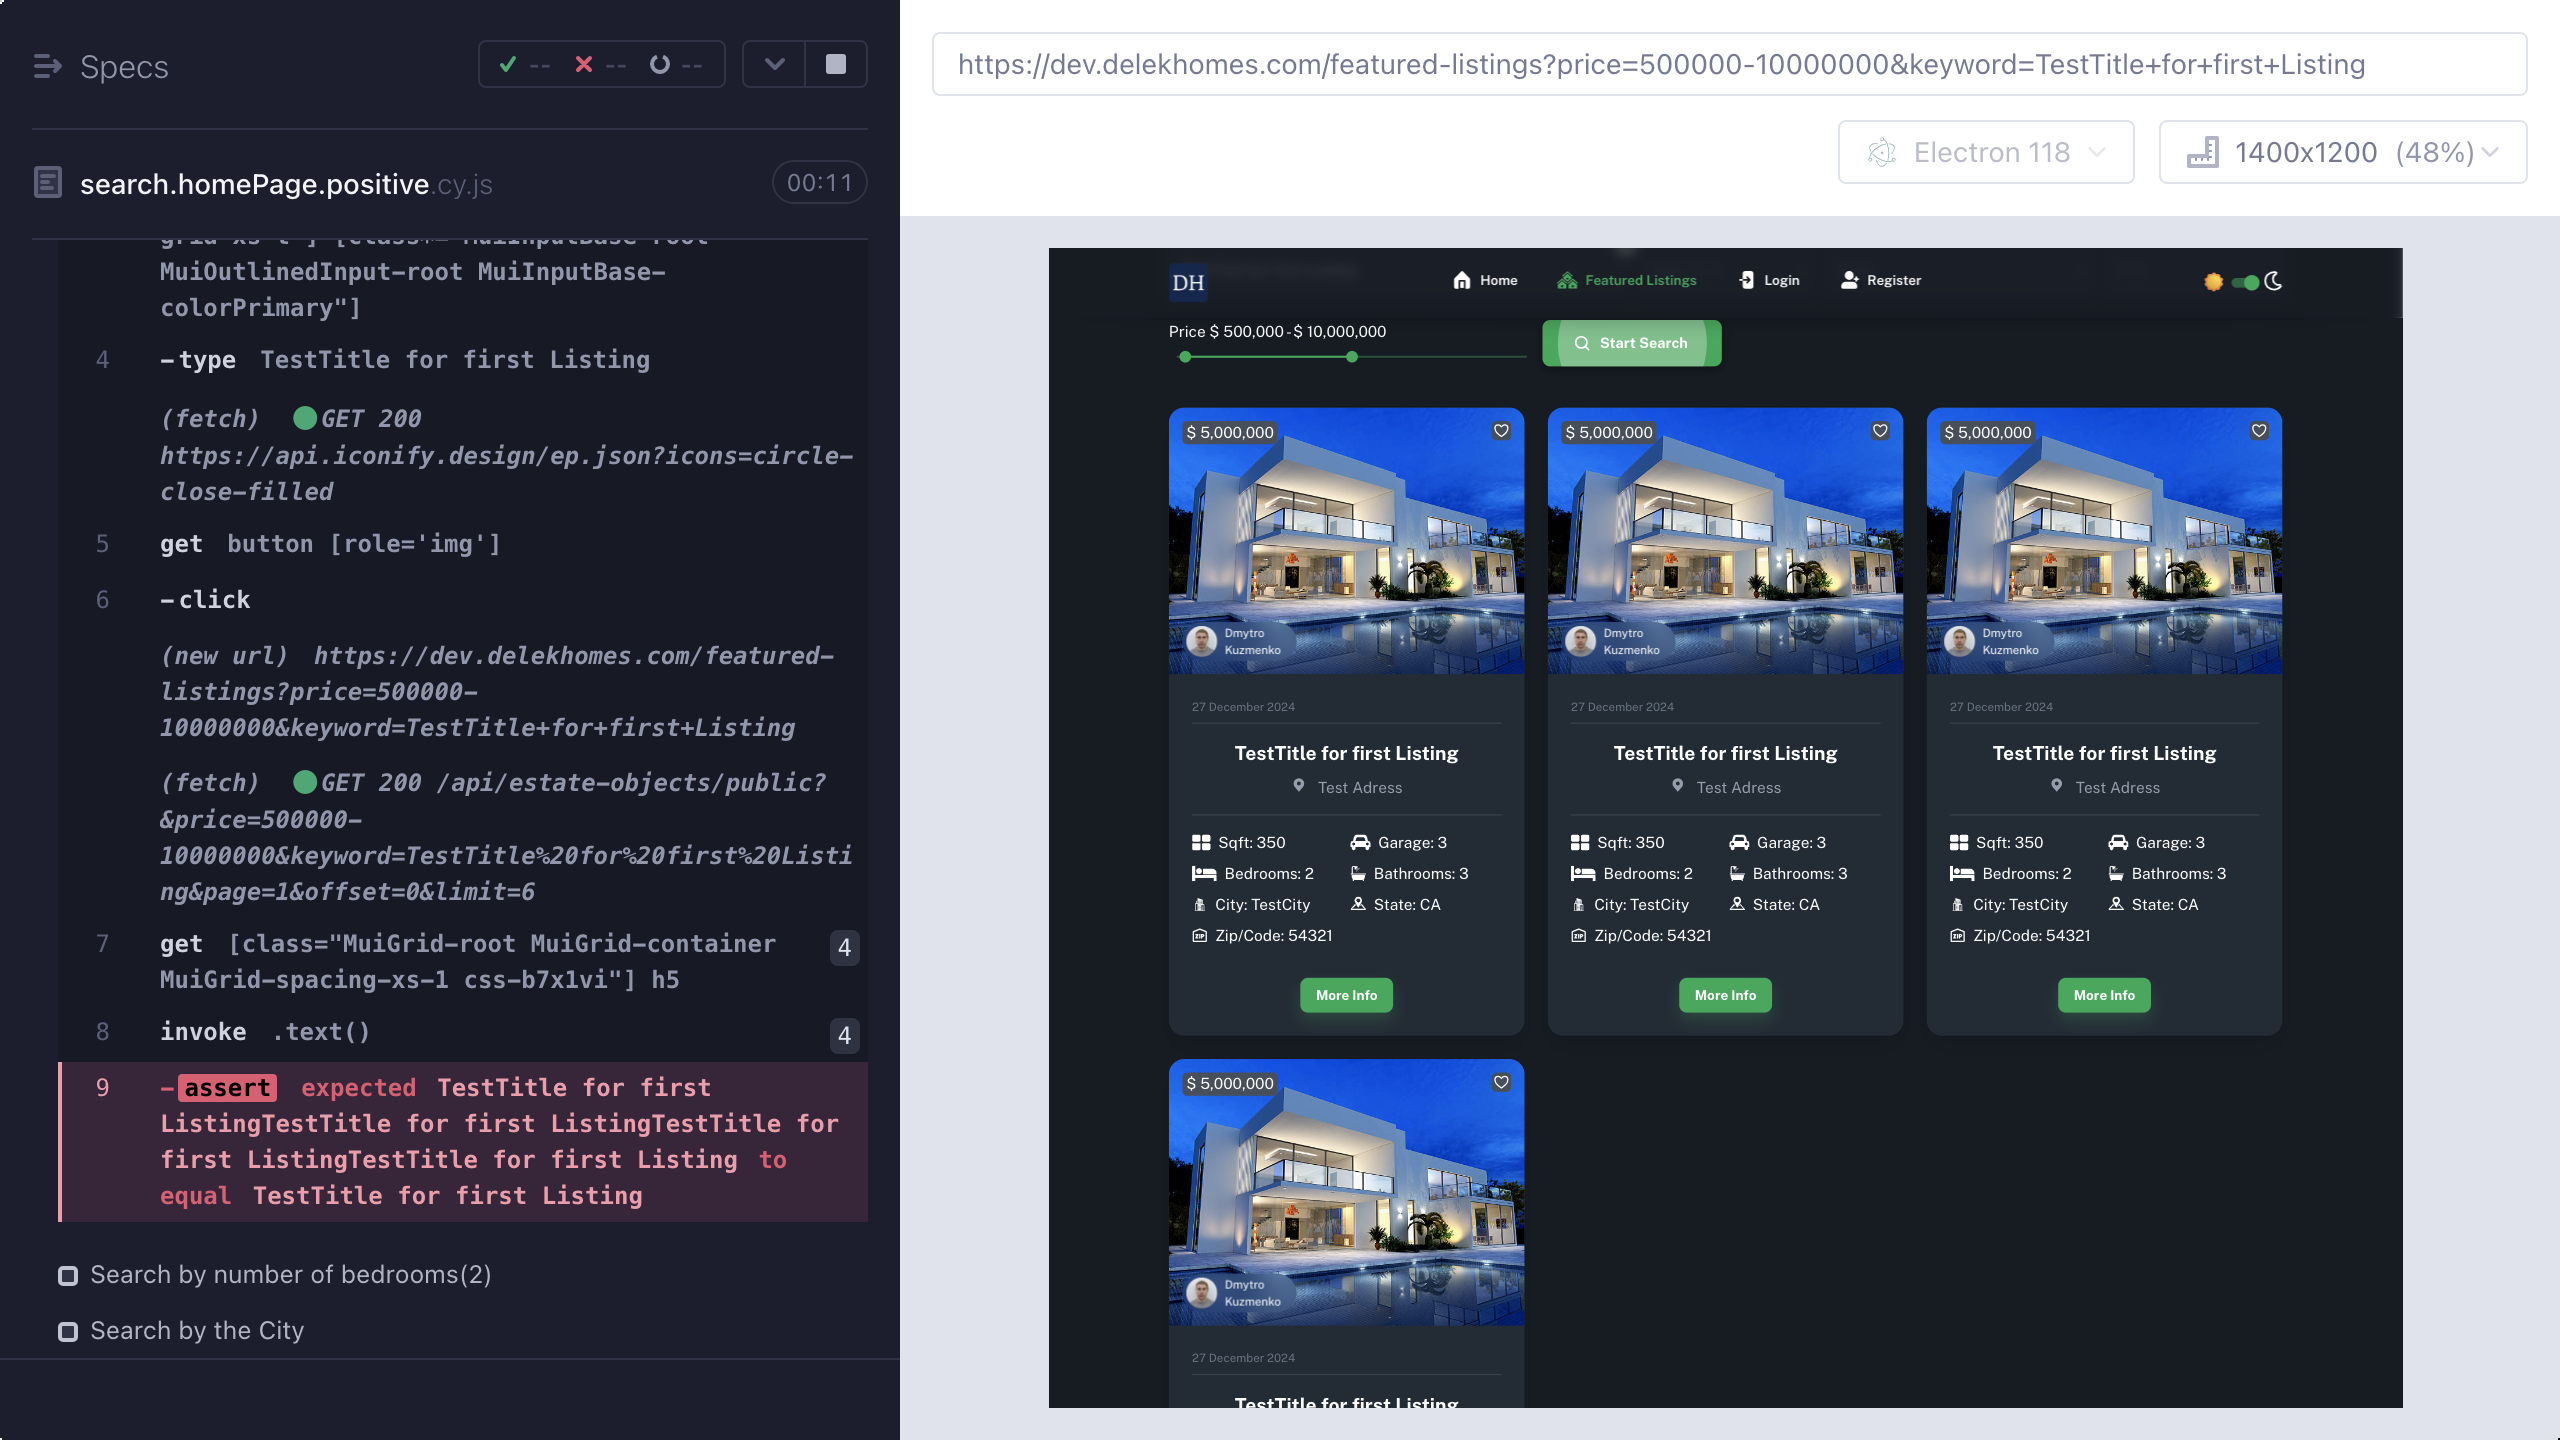 Specs
-- -- --
search.homePage.positive.cy.js
00:11
MuiOutlinedInput-root MuiInputBase-
colorPrimary"]
4 -type TestTitle for first Listing
(fetch) GET 200
https://api.iconify.design/ep.json?icons=circle-
close-filled
5 get button [role='img']
6 -click
(new url) https://dev.delekhomes.com/featured-
listings?price=500000-
10000000&keyword=TestTitle+for+first+Listing
(fetch) GET 200 /api/estate-objects/public?
&price=500000-
10000000&keyword=TestTitle%20for%20first%20Listi
ng&page=1&offset=0&limit=6
7 get [class="MuiGrid-root MuiGrid-container 4
MuiGrid-spacing-xs-1 css-b7x1vi"] h5
8 invoke .text() 4
9 -assert expected TestTitle for first
ListingTestTitle for first ListingTestTitle for
first ListingTestTitle for first Listing to
equal TestTitle for first Listing
Search by number of bedrooms(2)
Search by the City
https://dev.delekhomes.com/featured-listings?price=500000-10000000&keyword=TestTitle+for+first+Listing
Electron 118
1400x1200 (48%)
DH Home Featured Listings Login Register
Price $ 500,000 - $ 10,000,000
Start Search
$ 5,000,000
Dmytro
Kuzmenko
27 December 2024
TestTitle for first Listing
Test Adress
Sqft: 350 Garage: 3
Bedrooms: 2 Bathrooms: 3
City: TestCity State: CA
Zip/Code: 54321
More Info
$ 5,000,000
Dmytro
Kuzmenko
27 December 2024
TestTitle for first Listing
Test Adress
Sqft: 350 Garage: 3
Bedrooms: 2 Bathrooms: 3
City: TestCity State: CA
Zip/Code: 54321
More Info
$ 5,000,000
Dmytro
Kuzmenko
27 December 2024
TestTitle for first Listing
Test Adress
Sqft: 350 Garage: 3
Bedrooms: 2 Bathrooms: 3
City: TestCity State: CA
Zip/Code: 54321
More Info
$ 5,000,000
Dmytro
Kuzmenko
27 December 2024
TestTitle for first Listing